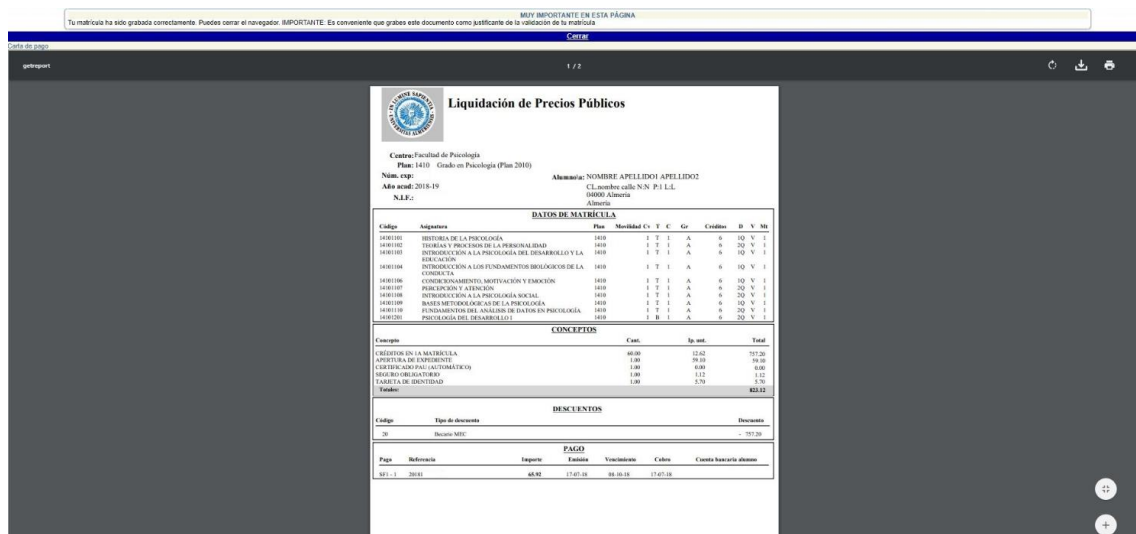 MUY IMPORTANTE EN ESTA PÁGINA
Tu matrícula ha sido grabada correctamente. Puedes cerrar el navegador. IMPORTANTE: Es conveniente que grabes este documento como justificante de la validación de tu matrícula
Cerrar
Carta de pago
getreport 1 / 2
Liquidación de Precios Públicos
Centro: Facultad de Psicología
Plan: 1410 Grado en Psicología (Plan 2010)
Núm. exp: Alumno\a: NOMBRE APELLIDO1 APELLIDO2
Año acad: 2018-19 CL.nombre calle N:N P:1 L:L
04000 Almería
N.I.F.: Almería
DATOS DE MATRÍCULA
Código Asignatura Plan Movilidad Cv T C Gr Créditos D V Mt
14101101 HISTORIA DE LA PSICOLOGÍA 1410 1 T 1 A 6 1Q V 1
14101102 TEORÍAS Y PROCESOS DE LA PERSONALIDAD 1410 1 T 1 A 6 2Q V 1
14101103 INTRODUCCIÓN A LA PSICOLOGÍA DEL DESARROLLO Y LA 1410 1 T 1 A 6 1Q V 1
EDUCACIÓN
14101104 INTRODUCCIÓN A LOS FUNDAMENTOS BIOLÓGICOS DE LA 1410 1 T 1 A 6 1Q V 1
CONDUCTA
14101106 CONDICIONAMIENTO, MOTIVACIÓN Y EMOCIÓN 1410 1 T 1 A 6 1Q V 1
14101107 PERCEPCIÓN Y ATENCIÓN 1410 1 T 1 A 6 2Q V 1
14101108 INTRODUCCIÓN A LA PSICOLOGÍA SOCIAL 1410 1 T 1 A 6 2Q V 1
14101109 BASES METODOLÓGICAS DE LA PSICOLOGÍA 1410 1 T 1 A 6 1Q V 1
14101110 FUNDAMENTOS DEL ANÁLISIS DE DATOS EN PSICOLOGÍA 1410 1 T 1 A 6 2Q V 1
14101201 PSICOLOGÍA DEL DESARROLLO I 1410 1 B 1 A 6 2Q V 1
CONCEPTOS
Concepto Cant. Ip. unt. Total
CRÉDITOS EN 1A MATRÍCULA 60.00 12.62 757.20
APERTURA DE EXPEDIENTE 1.00 59.10 59.10
CERTIFICADO PAU (AUTOMÁTICO) 1.00 0.00 0.00
SEGURO OBLIGATORIO 1.00 1.12 1.12
TARJETA DE IDENTIDAD 1.00 5.70 5.70
Totales: 823.12
DESCUENTOS
Código Tipo de descuento Descuento
20 Becario MEC - 757.20
PAGO
Pago Referencia Importe Emisión Vencimiento Cobro Cuenta bancaria alumno
SF1 - 1 20181 65.92 17-07-18 08-10-18 17-07-18